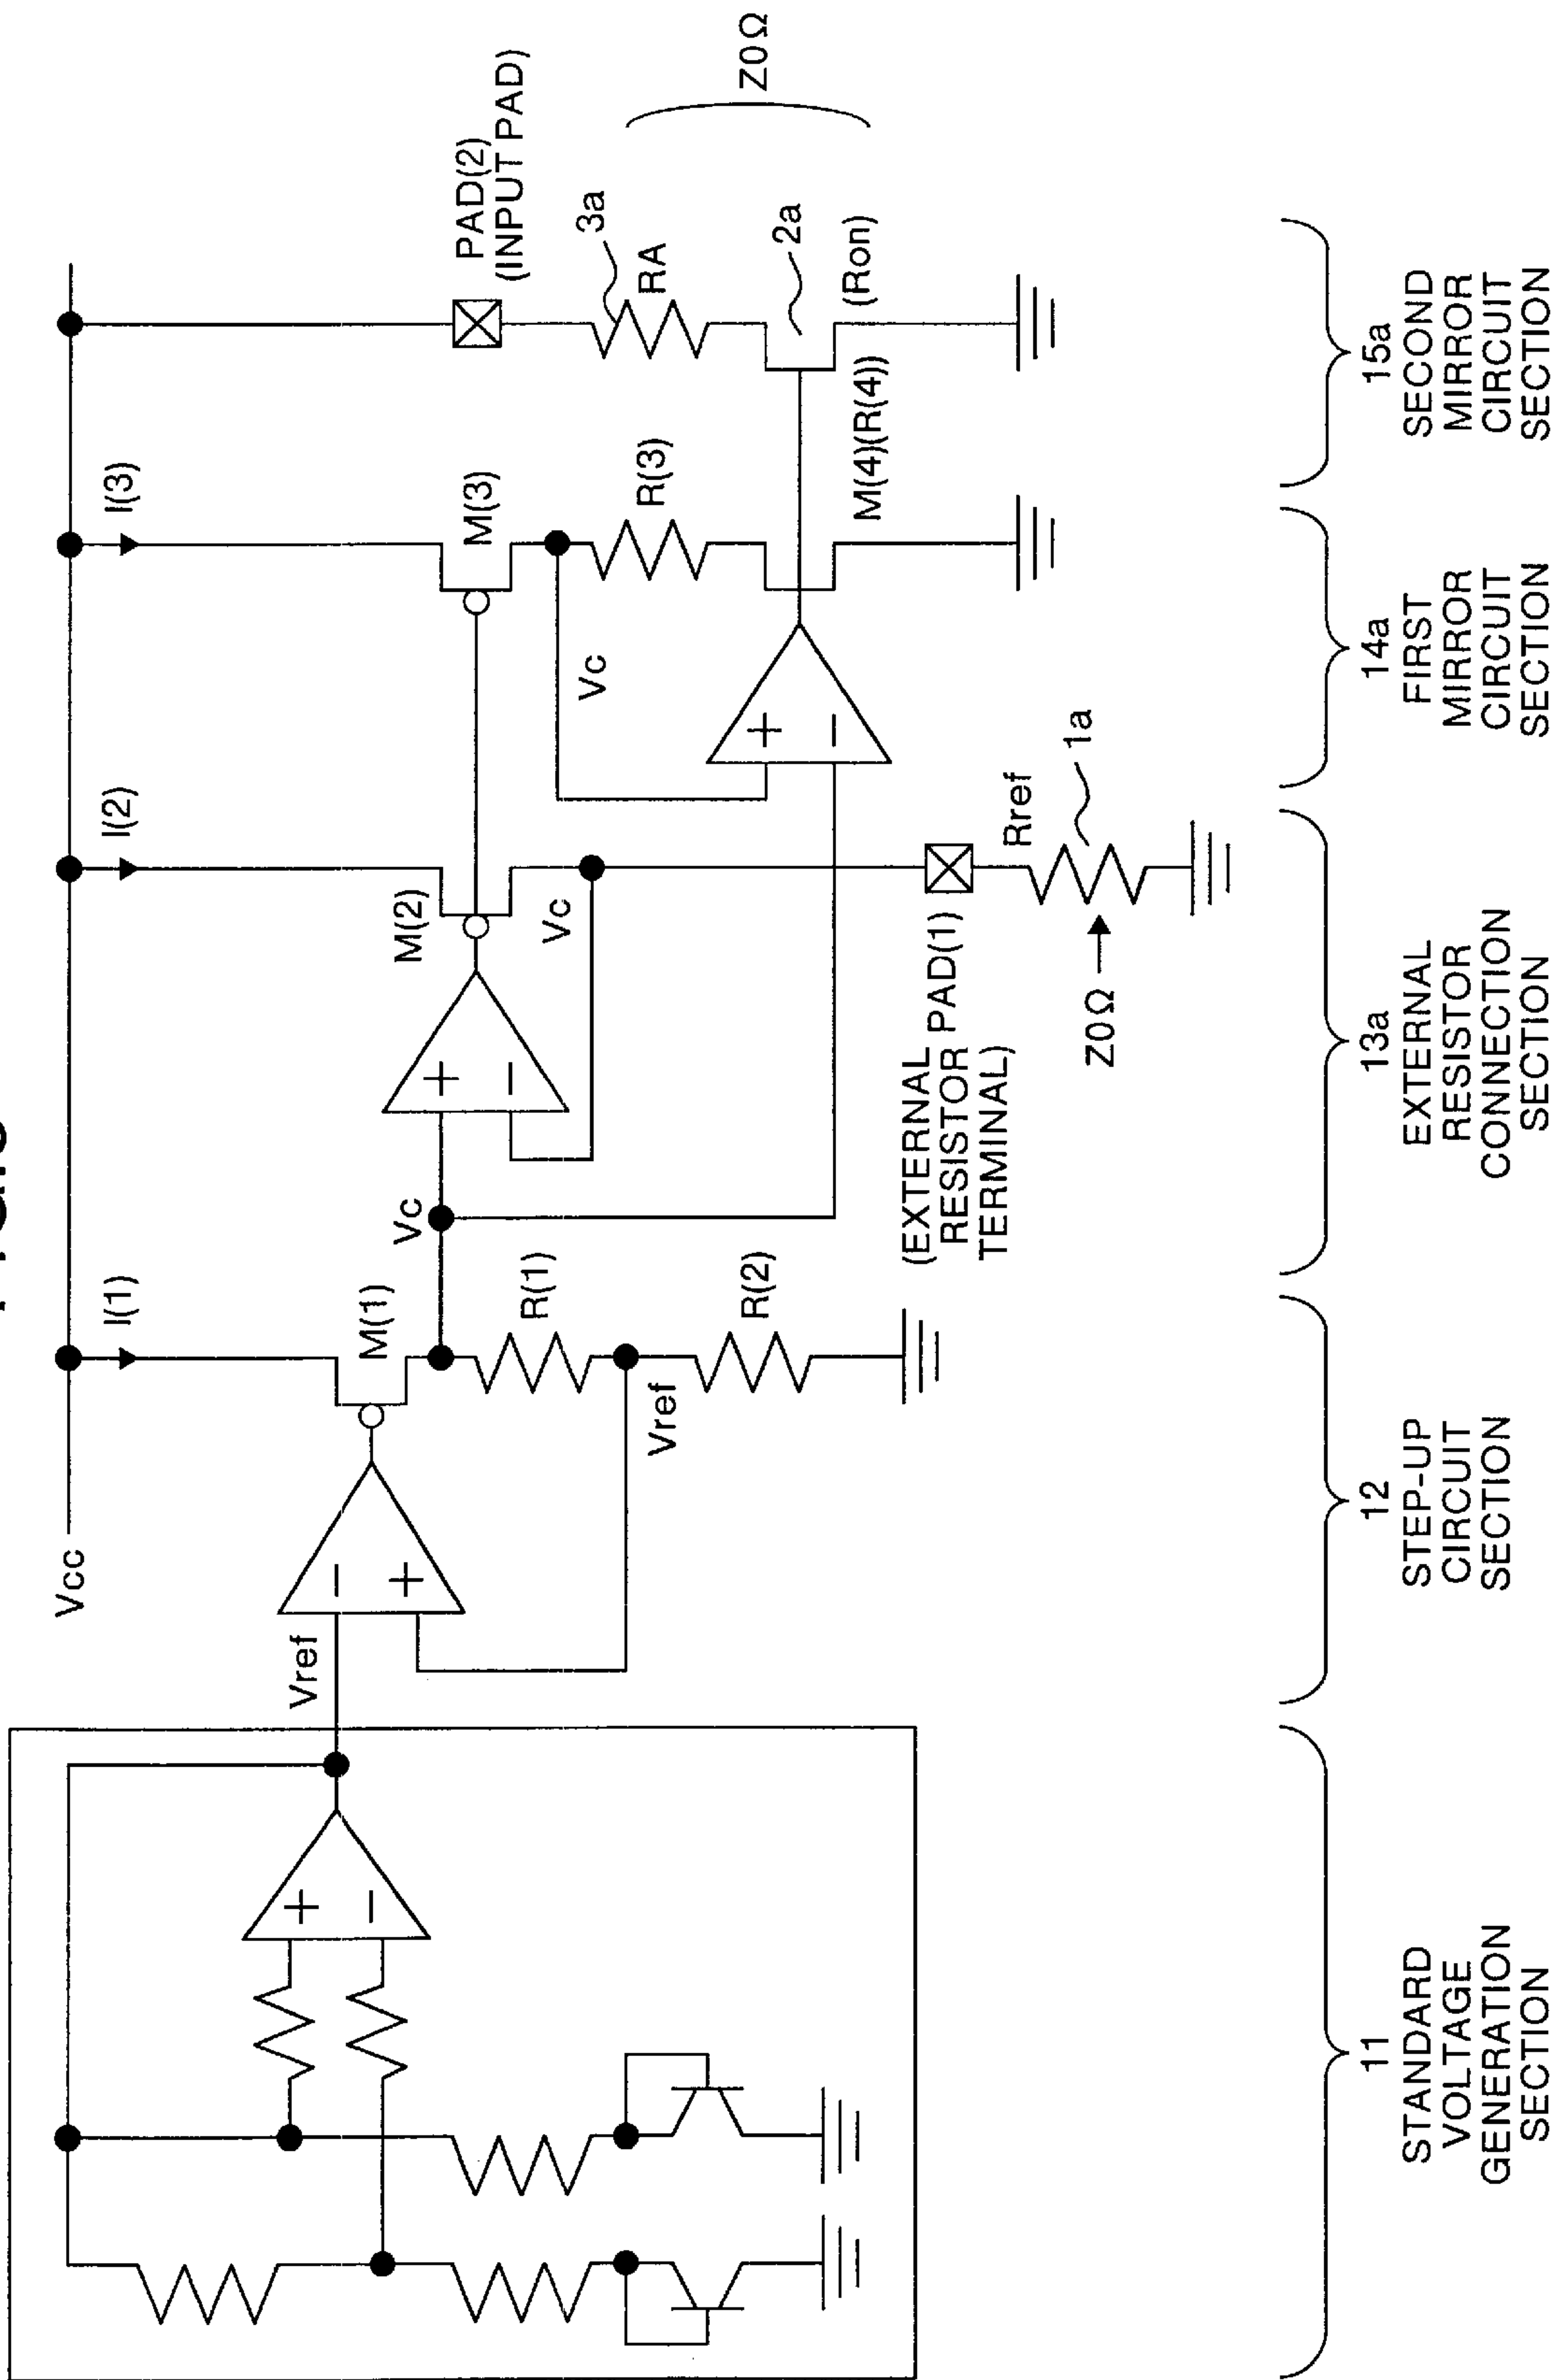 Vcc
I(1)
I(2)
I(3)
Vref
M(1)
Vc
R(1)
Vref
R(2)
M(2)
Vc
(EXTERNAL PAD(1)
RESISTOR
TERMINAL)
Rref
1a
Z0Ω
M(3)
Vc
R(3)
M(4)(R(4))
PAD(2)
(INPUT PAD)
3a
RA
2a
(Ron)
Z0Ω
11
STANDARD
VOLTAGE
GENERATION
SECTION
12
STEP-UP
CIRCUIT
SECTION
13a
EXTERNAL
RESISTOR
CONNECTION
SECTION
14a
FIRST
MIRROR
CIRCUIT
SECTION
15a
SECOND
MIRROR
CIRCUIT
SECTION